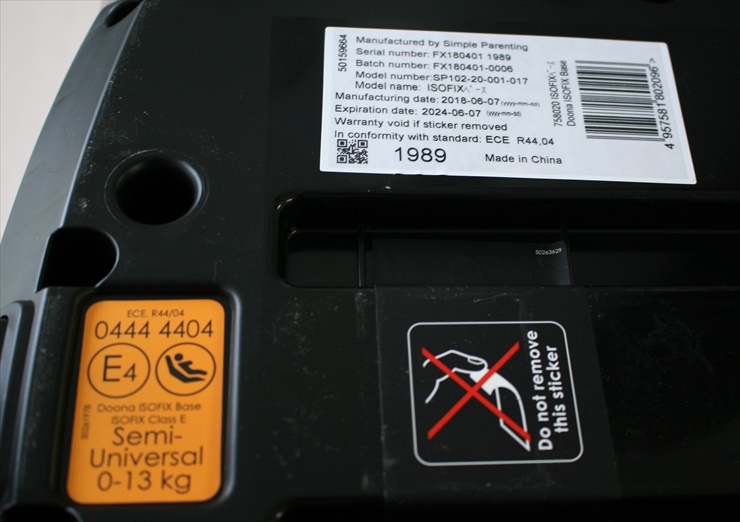 50159664
Manufactured by Simple Parenting
Serial number: FX180401 1989
Batch number: FX180401-0006
Model number:SP102-20-001-017
Model name: ISOFIXベース
Manufacturing date: 2018-06-07 (yyyy-mm-dd)
Expiration date: 2024-06-07 (yyyy-mm-dd)
Warranty void if sticker removed
In conformity with standard: ECE R44.04
1989
Made in China
758020 ISOFIXベース
Doona ISOFIX Base
4 957581 802096 >
50263629
ECE. R44/04
0444 4404
E4
Doona ISOFIX Base
ISOFIX Class E
Semi-
Universal
0-13 kg
Do not remove
this sticker